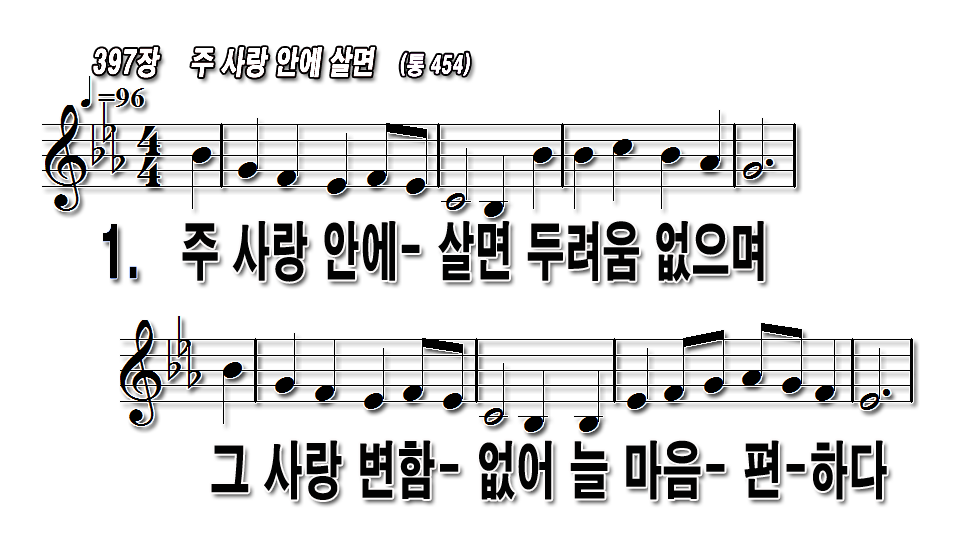 397장 주 사랑 안에 살면 (통 454)
♩=96
4
4
1. 주 사랑 안에- 살면 두려움 없으며
그 사랑 변함- 없어 늘 마음- 편-하다